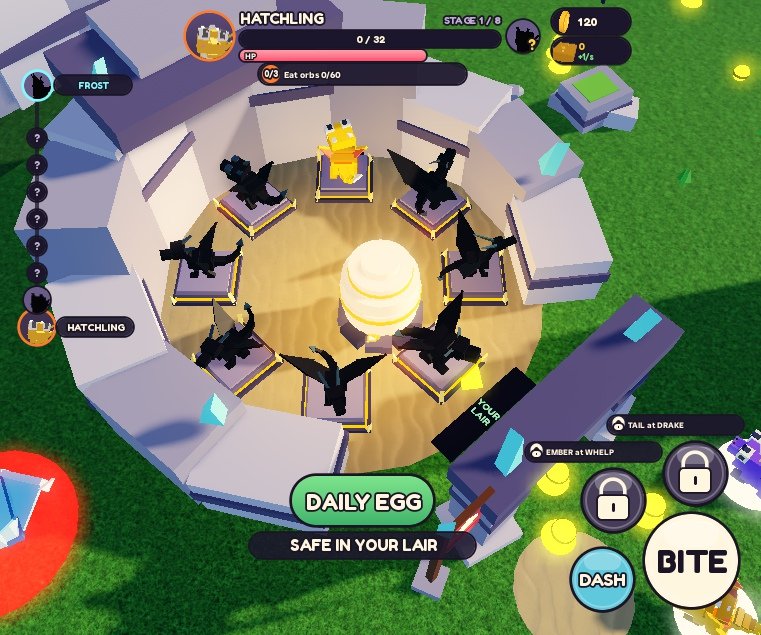 HATCHLING
STAGE 1 / 8
0 / 32
HP
0/3 Eat orbs 0/60
?
120
0
+1/s
FROST
?
?
?
?
?
?
HATCHLING
YOUR
LAIR
TAIL at DRAKE
EMBER at WHELP
DAILY EGG
SAFE IN YOUR LAIR
DASH
BITE